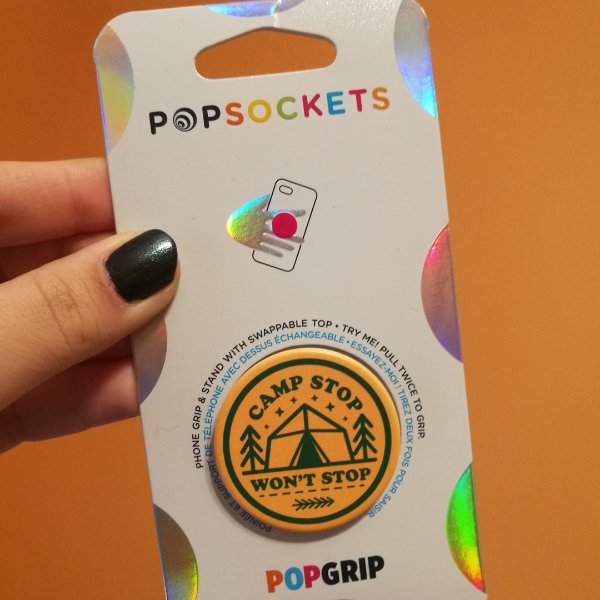 POPSOCKETS
PHONE GRIP & STAND WITH SWAPPABLE TOP • TRY ME! PULL TWICE TO GRIP.
POIGNÉE ET SUPPORT DE TÉLÉPHONE AVEC DESSUS ÉCHANGEABLE • ESSAYEZ-MOI! TIREZ DEUX FOIS POUR SAISIR
CAMP STOP
WON'T STOP
POPGRIP